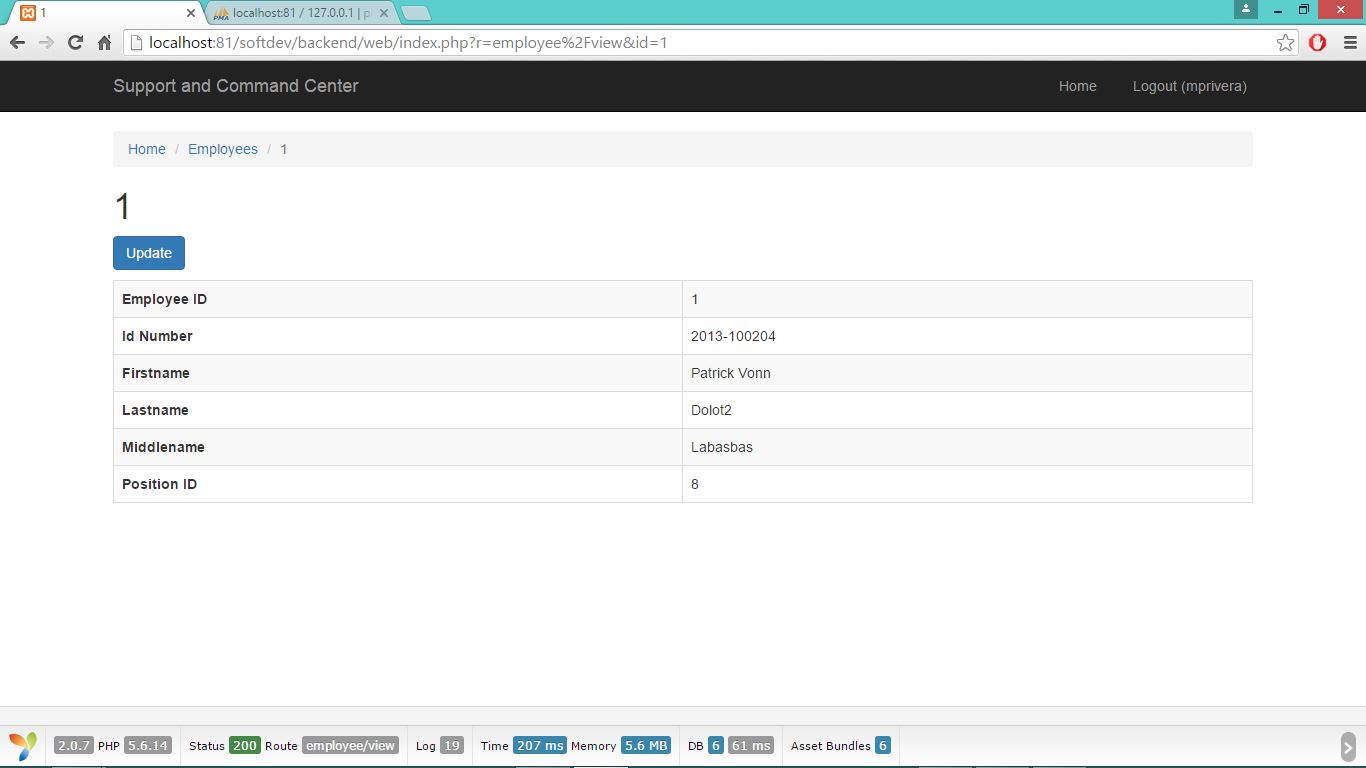 1
localhost:81 / 127.0.0.1 | p
localhost:81/softdev/backend/web/index.php?r=employee%2Fview&id=1
Support and Command Center Home Logout (mprivera)
Home / Employees / 1
1
Update
Employee ID 1
Id Number 2013-100204
Firstname Patrick Vonn
Lastname Dolot2
Middlename Labasbas
Position ID 8
2.0.7 PHP 5.6.14 Status 200 Route employee/view Log 19 Time 207 ms Memory 5.6 MB DB 6 61 ms Asset Bundles 6